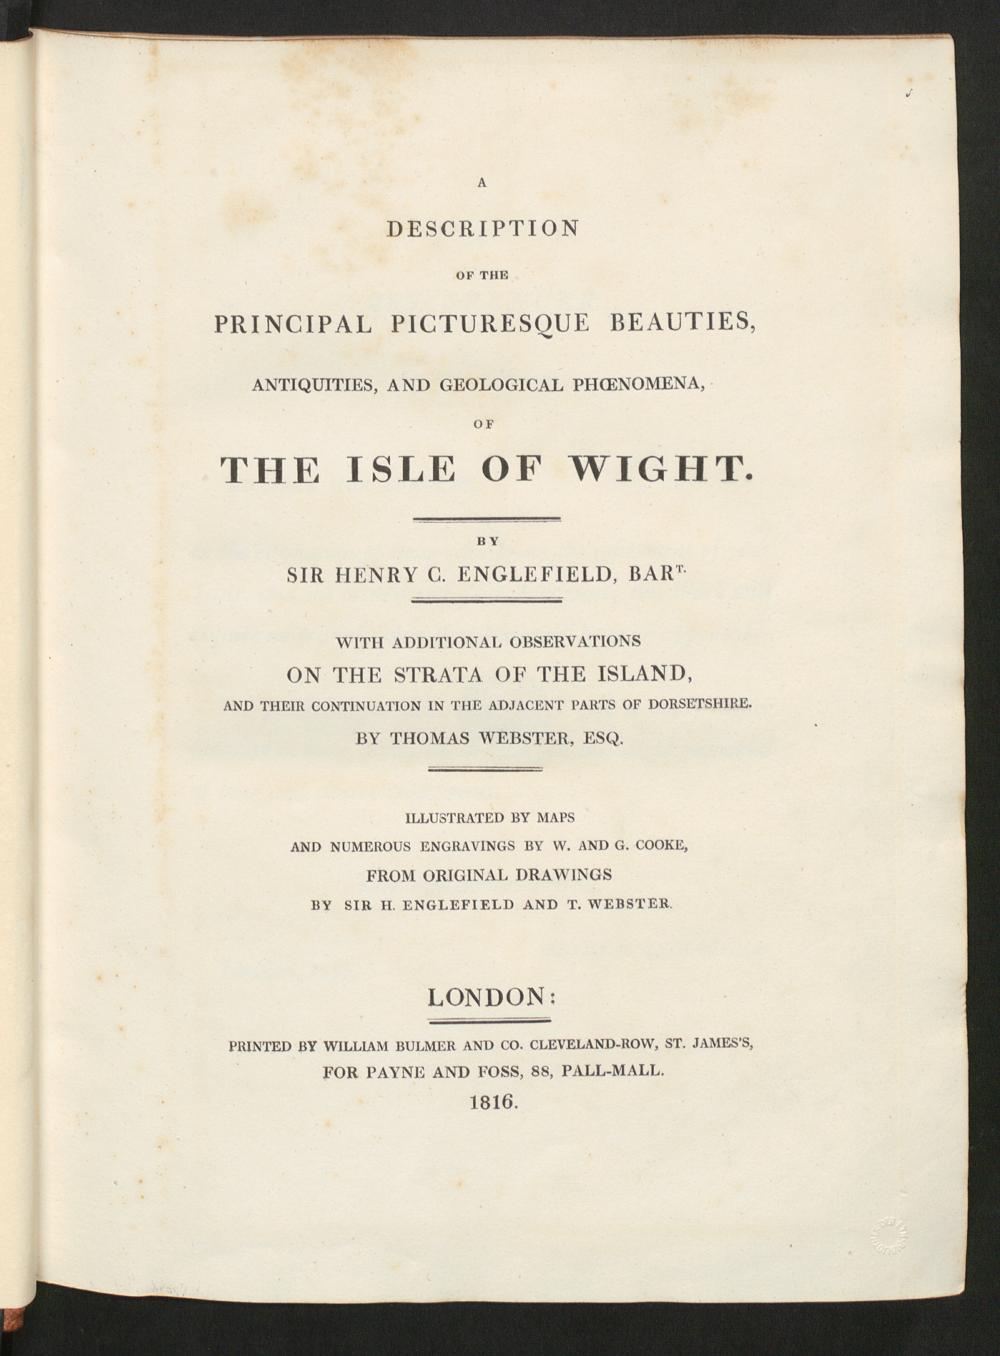 A
DESCRIPTION
OF THE
PRINCIPAL PICTURESQUE BEAUTIES,
ANTIQUITIES, AND GEOLOGICAL PHŒNOMENA,
OF
THE ISLE OF WIGHT.
BY
SIR HENRY C. ENGLEFIELD, BART.
WITH ADDITIONAL OBSERVATIONS
ON THE STRATA OF THE ISLAND,
AND THEIR CONTINUATION IN THE ADJACENT PARTS OF DORSETSHIRE.
BY THOMAS WEBSTER, ESQ.
ILLUSTRATED BY MAPS
AND NUMEROUS ENGRAVINGS BY W. AND G. COOKE,
FROM ORIGINAL DRAWINGS
BY SIR H. ENGLEFIELD AND T. WEBSTER.
LONDON:
PRINTED BY WILLIAM BULMER AND CO. CLEVELAND-ROW, ST. JAMES'S,
FOR PAYNE AND FOSS, 88, PALL-MALL.
1816.